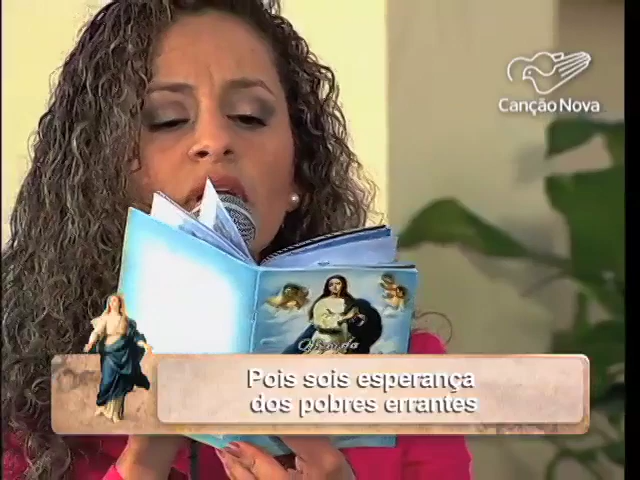 Canção Nova
Pois sois esperança
dos pobres errantes